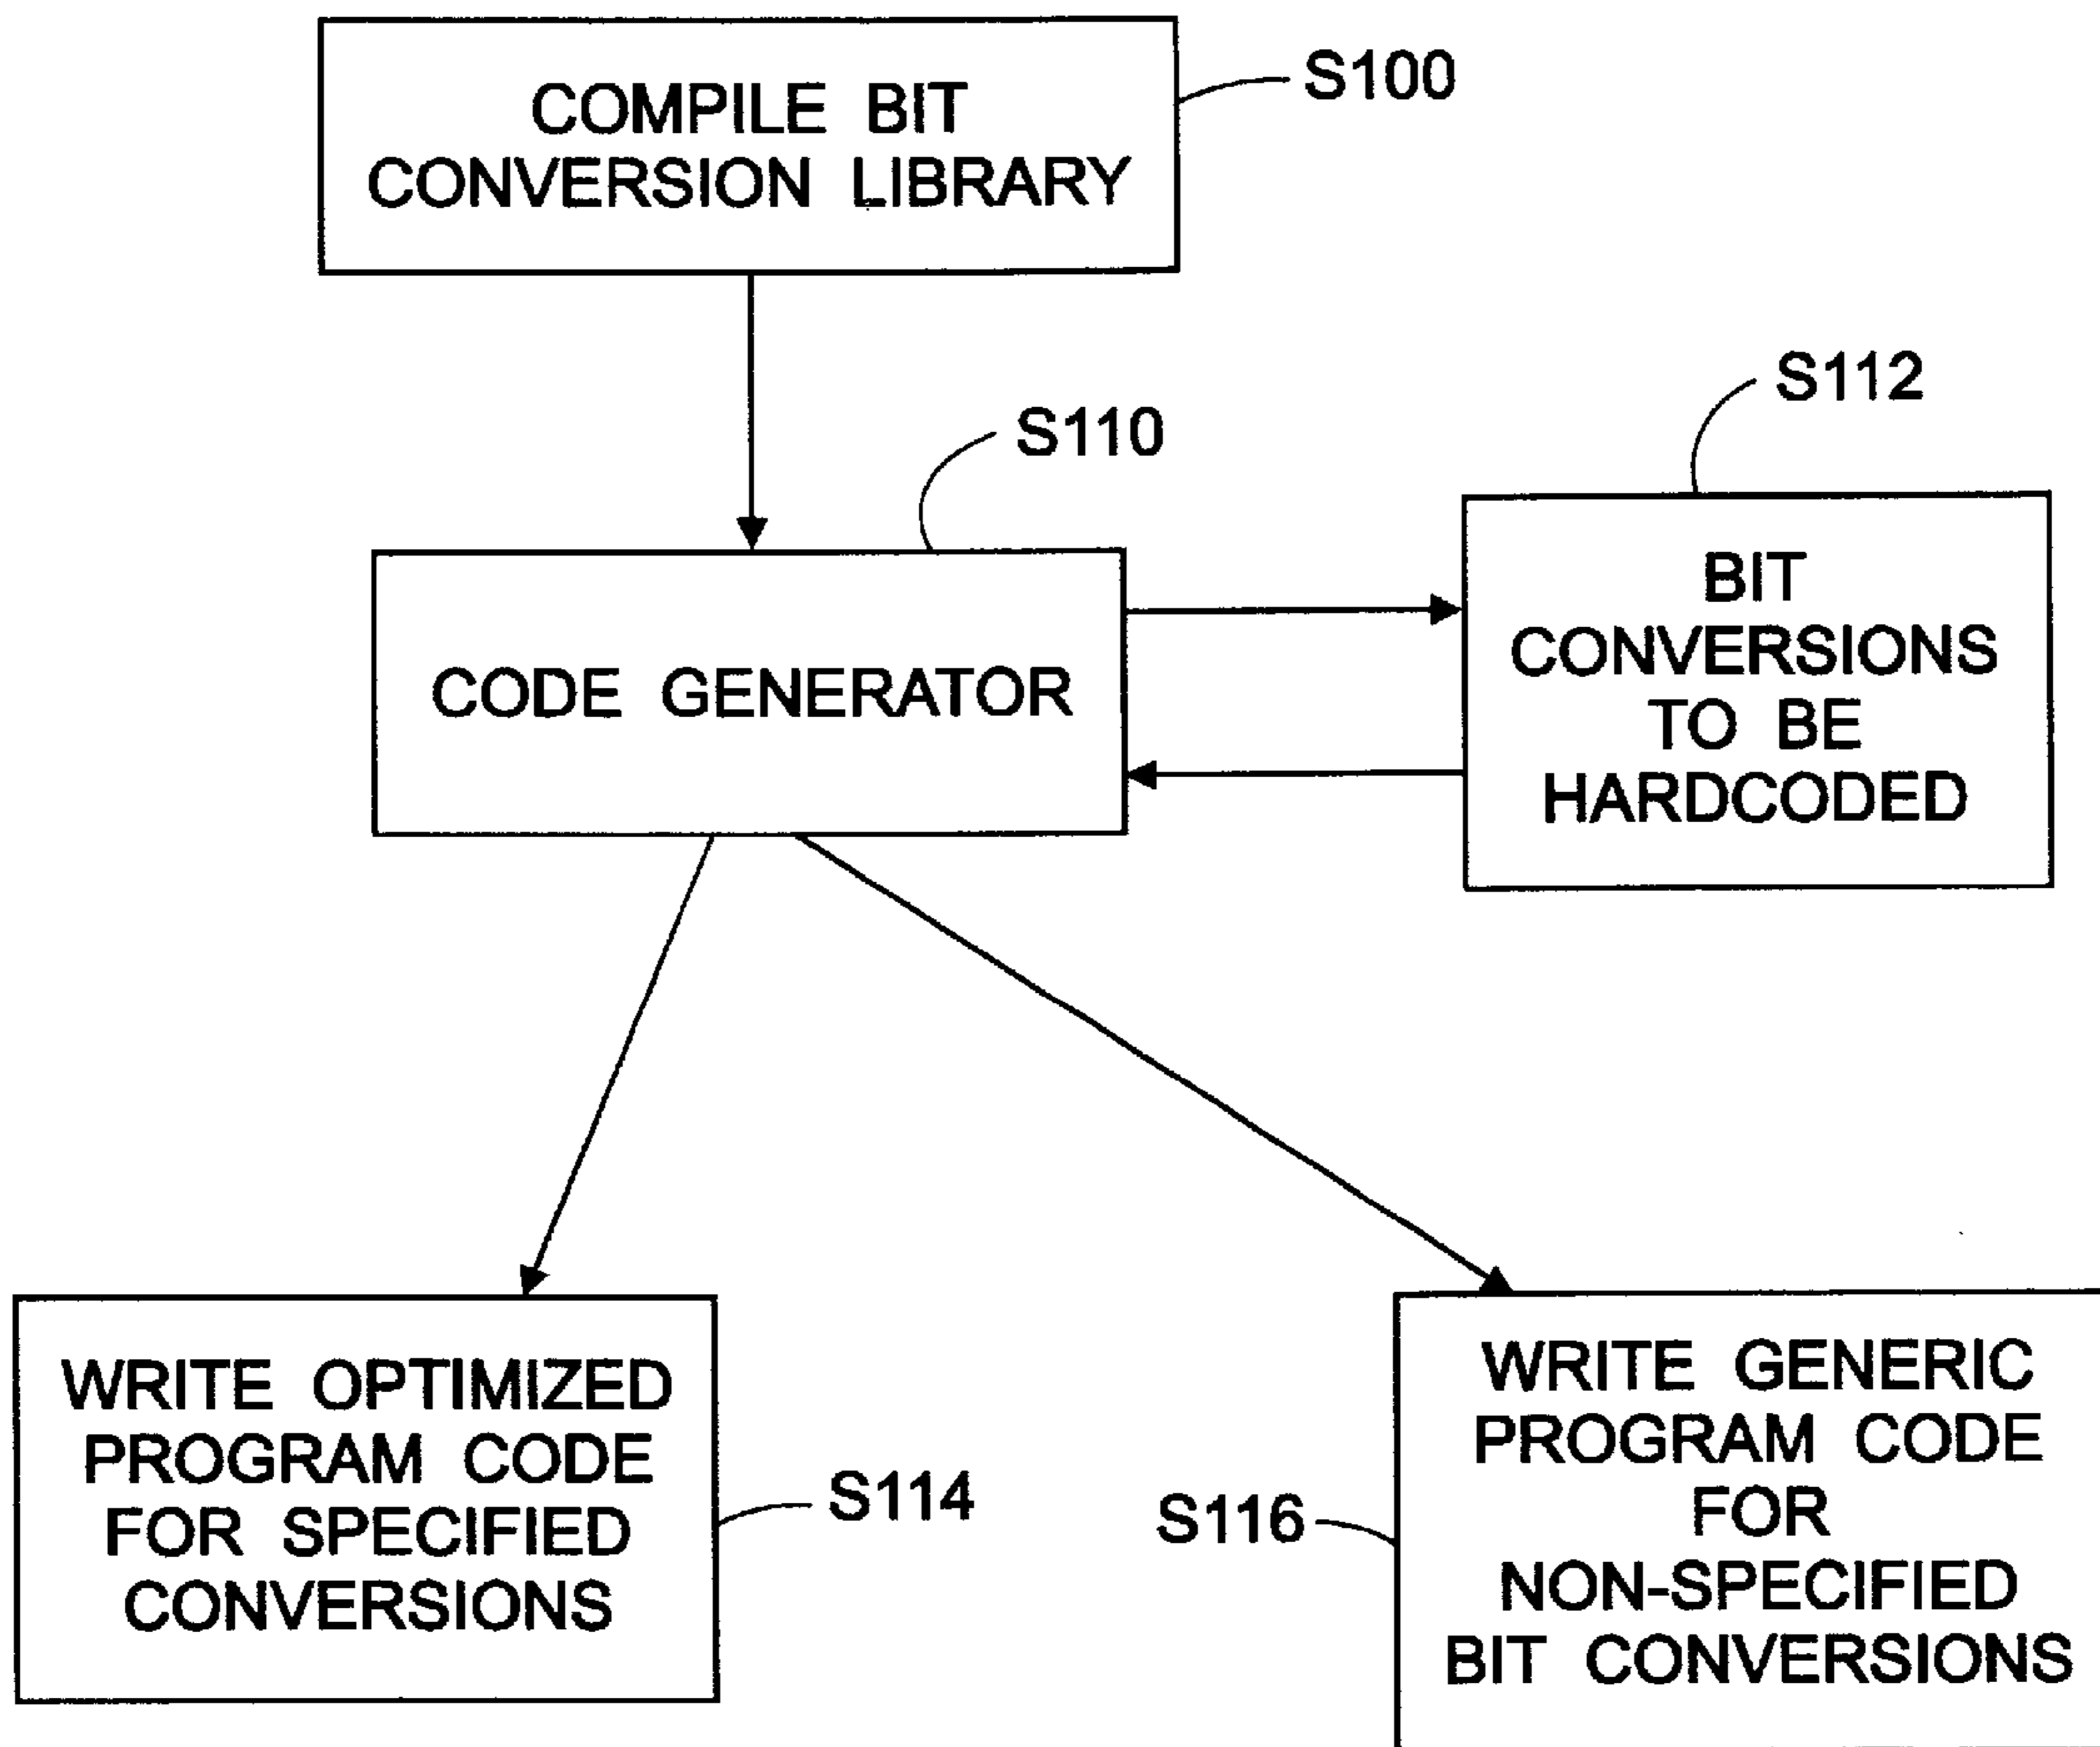 COMPILE BIT
CONVERSION LIBRARY
S100
S110
S112
CODE GENERATOR
BIT
CONVERSIONS
TO BE
HARDCODED
WRITE OPTIMIZED
PROGRAM CODE
FOR SPECIFIED
CONVERSIONS
S114
S116
WRITE GENERIC
PROGRAM CODE
FOR
NON-SPECIFIED
BIT CONVERSIONS